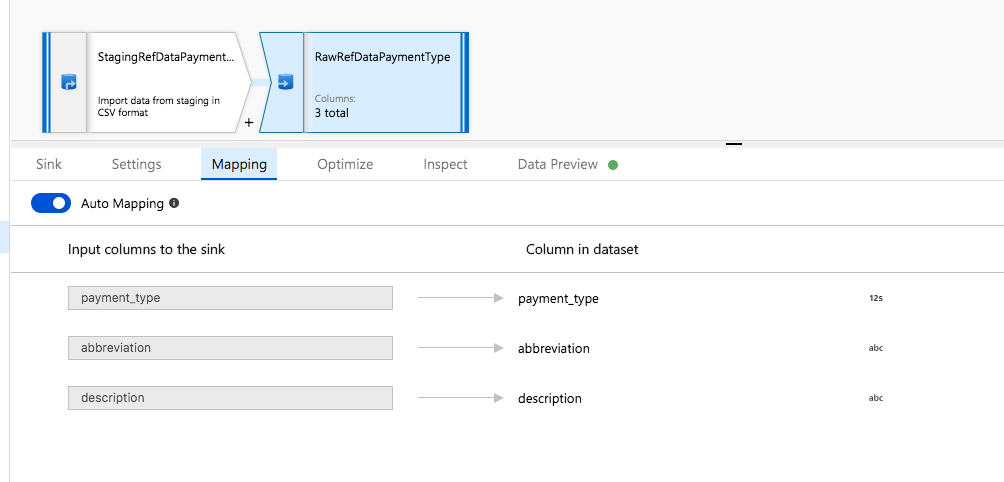 StagingRefDataPayment...
Import data from staging in
CSV format
+
RawRefDataPaymentType
Columns:
3 total
Sink Settings Mapping Optimize Inspect Data Preview
Auto Mapping
Input columns to the sink Column in dataset
payment_type payment_type 12s
abbreviation abbreviation abc
description description abc